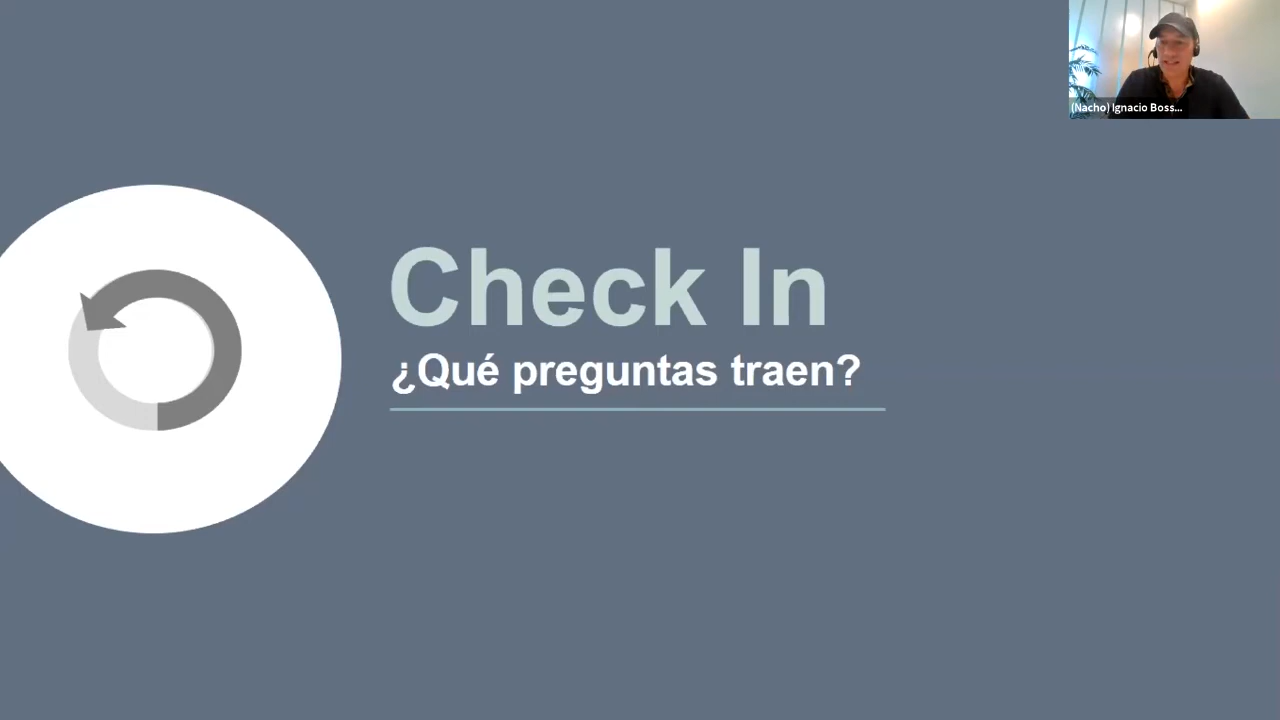 (Nacho) Ignacio Boss...
Check In
¿Qué preguntas traen?